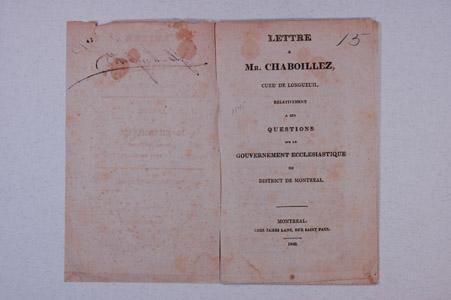 15
LETTRE
A
MR. CHABOILLEZ,
CURE' DE LONGUEUIL,
RELATIVEMENT
A SES
QUESTIONS
SUR LE
GOUVERNEMENT ECCLESIASTIQUE
DU
DISTRICT DE MONTREAL.
MONTREAL:
CHEZ JAMES LANE, RUE SAINT PAUL.